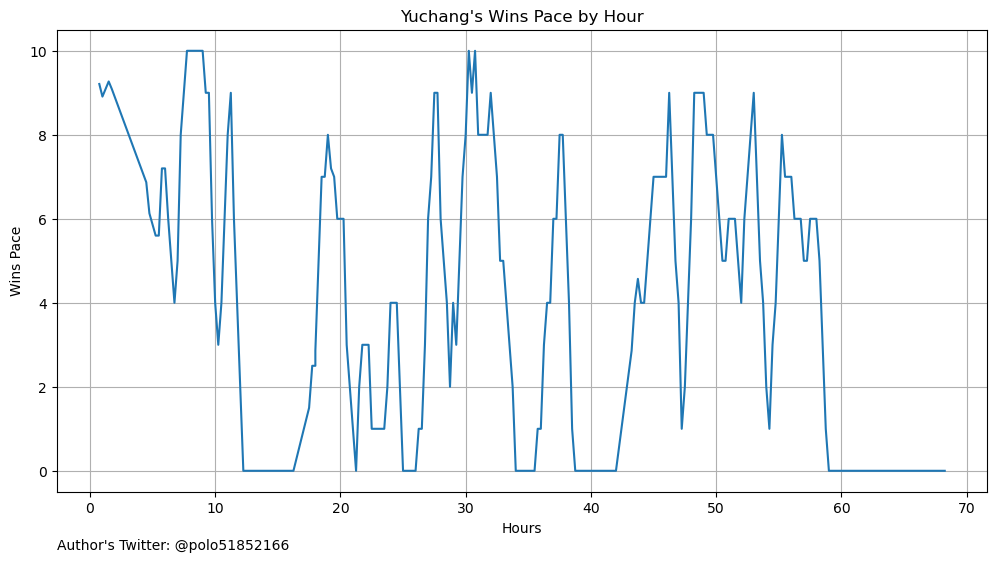 Yuchang's Wins Pace by Hour
10
8
6
4
2
0
Wins Pace
0 10 20 30 40 50 60 70
Hours
Author's Twitter: @polo51852166